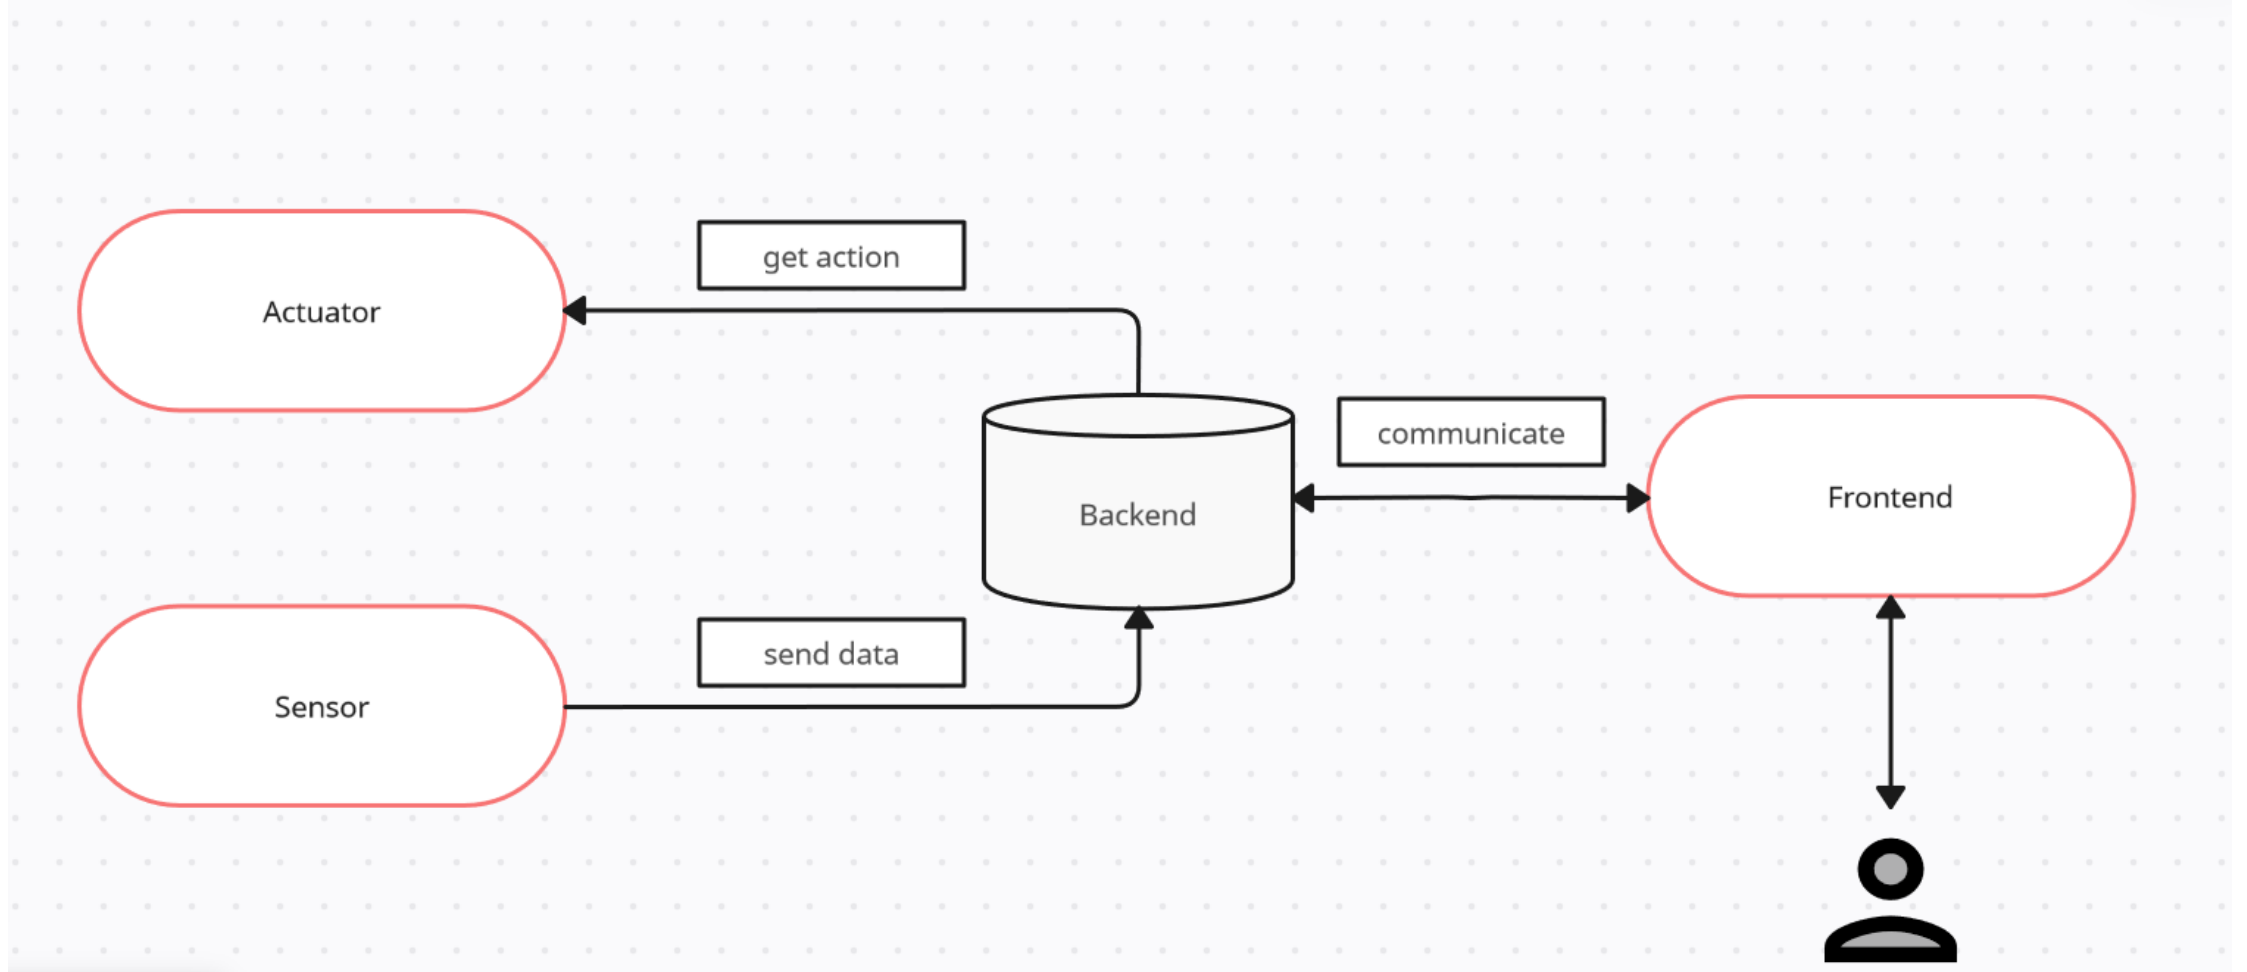 get action
Actuator
communicate
Frontend
Backend
send data
Sensor